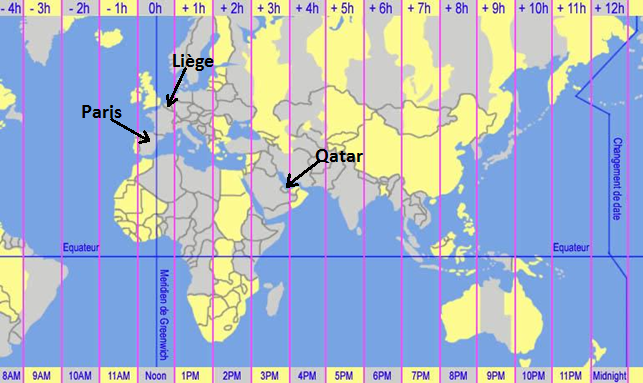 - 4h - 3h - 2h - 1h 0h + 1h + 2h + 3h + 4h + 5h + 6h + 7h + 8h + 9h + 10h + 11h + 12h
Liège
Paris
Qatar
Changement de date
Equateur Equateur
Meridien de Greenwich
8AM 9AM 10AM 11AM Noon 1PM 2PM 3PM 4PM 5PM 6PM 7PM 8PM 9PM 10PM 11PM Midnight